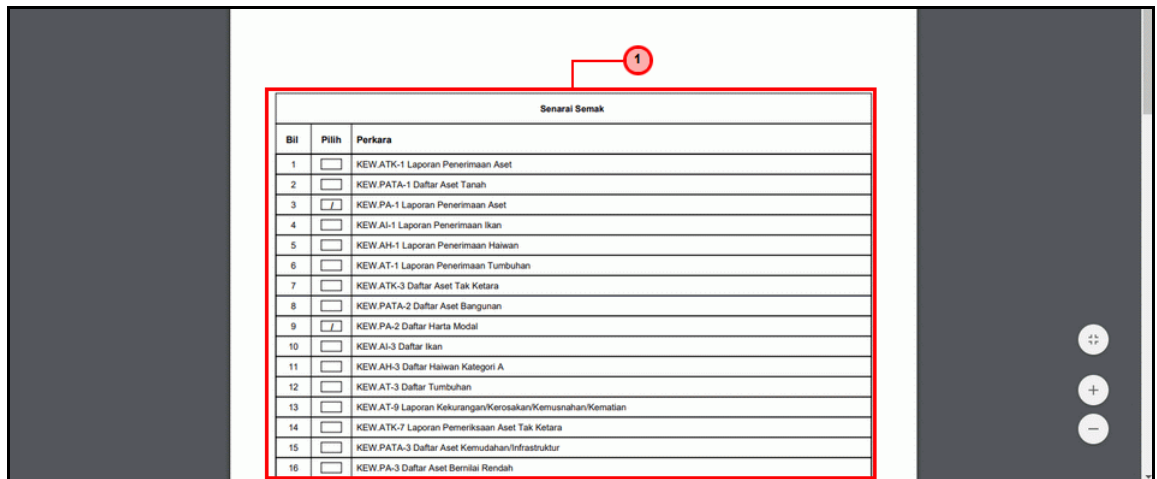 1
Senarai Semak
Bil Pilih Perkara
1 KEW.ATK-1 Laporan Penerimaan Aset
2 KEW.PATA-1 Daftar Aset Tanah
3 / KEW.PA-1 Laporan Penerimaan Aset
4 KEW.AI-1 Laporan Penerimaan Ikan
5 KEW.AH-1 Laporan Penerimaan Haiwan
6 KEW.AT-1 Laporan Penerimaan Tumbuhan
7 KEW.ATK-3 Daftar Aset Tak Ketara
8 KEW.PATA-2 Daftar Aset Bangunan
9 / KEW.PA-2 Daftar Harta Modal
10 KEW.AI-3 Daftar Ikan
11 KEW.AH-3 Daftar Haiwan Kategori A
12 KEW.AT-3 Daftar Tumbuhan
13 KEW.AT-9 Laporan Kekurangan/Kerosakan/Kemusnahan/Kematian
14 KEW.ATK-7 Laporan Pemeriksaan Aset Tak Ketara
15 KEW.PATA-3 Daftar Aset Kemudahan/Infrastruktur
16 KEW.PA-3 Daftar Aset Bernilai Rendah